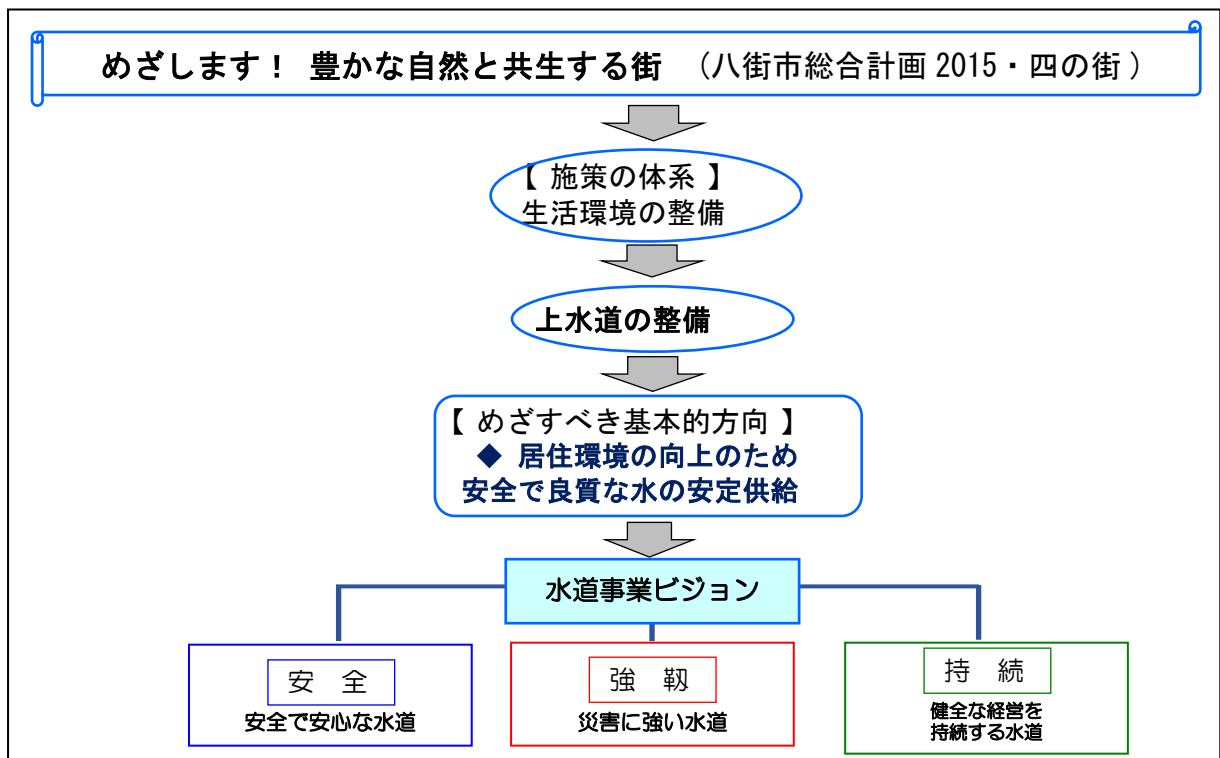 めざします！ 豊かな自然と共生する街 （八街市総合計画 2015・四の街）
【 施策の体系 】
生活環境の整備
上水道の整備
【 めざすべき基本的方向 】
◆ 居住環境の向上のため
安全で良質な水の安定供給
水道事業ビジョン
安 全
安全で安心な水道
強 靱
災害に強い水道
持 続
健全な経営を
持続する水道